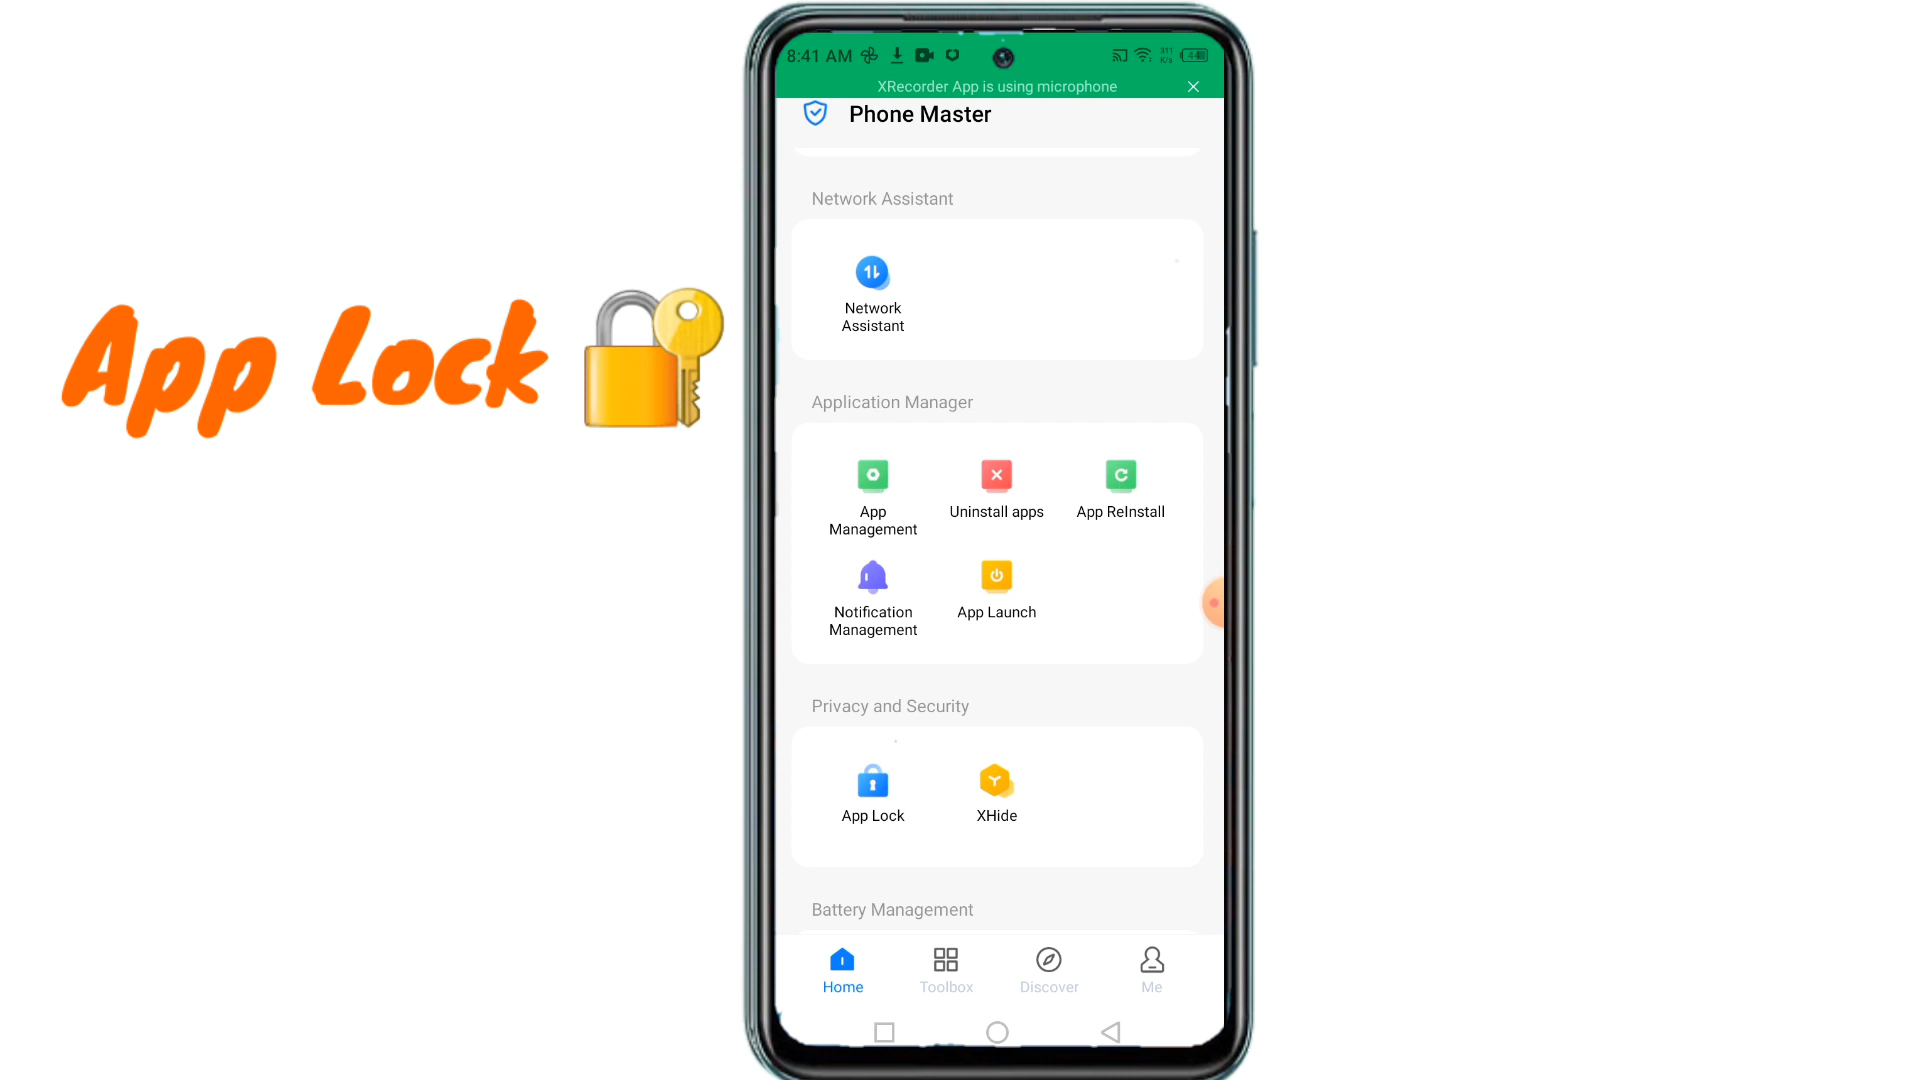 App Lock
8:41 AM
311
K/s
44
XRecorder App is using microphone
Phone Master
Network Assistant
Network
Assistant
Application Manager
App
Management
Uninstall apps
App ReInstall
Notification
Management
App Launch
Privacy and Security
App Lock
XHide
Battery Management
Home
Toolbox
Discover
Me